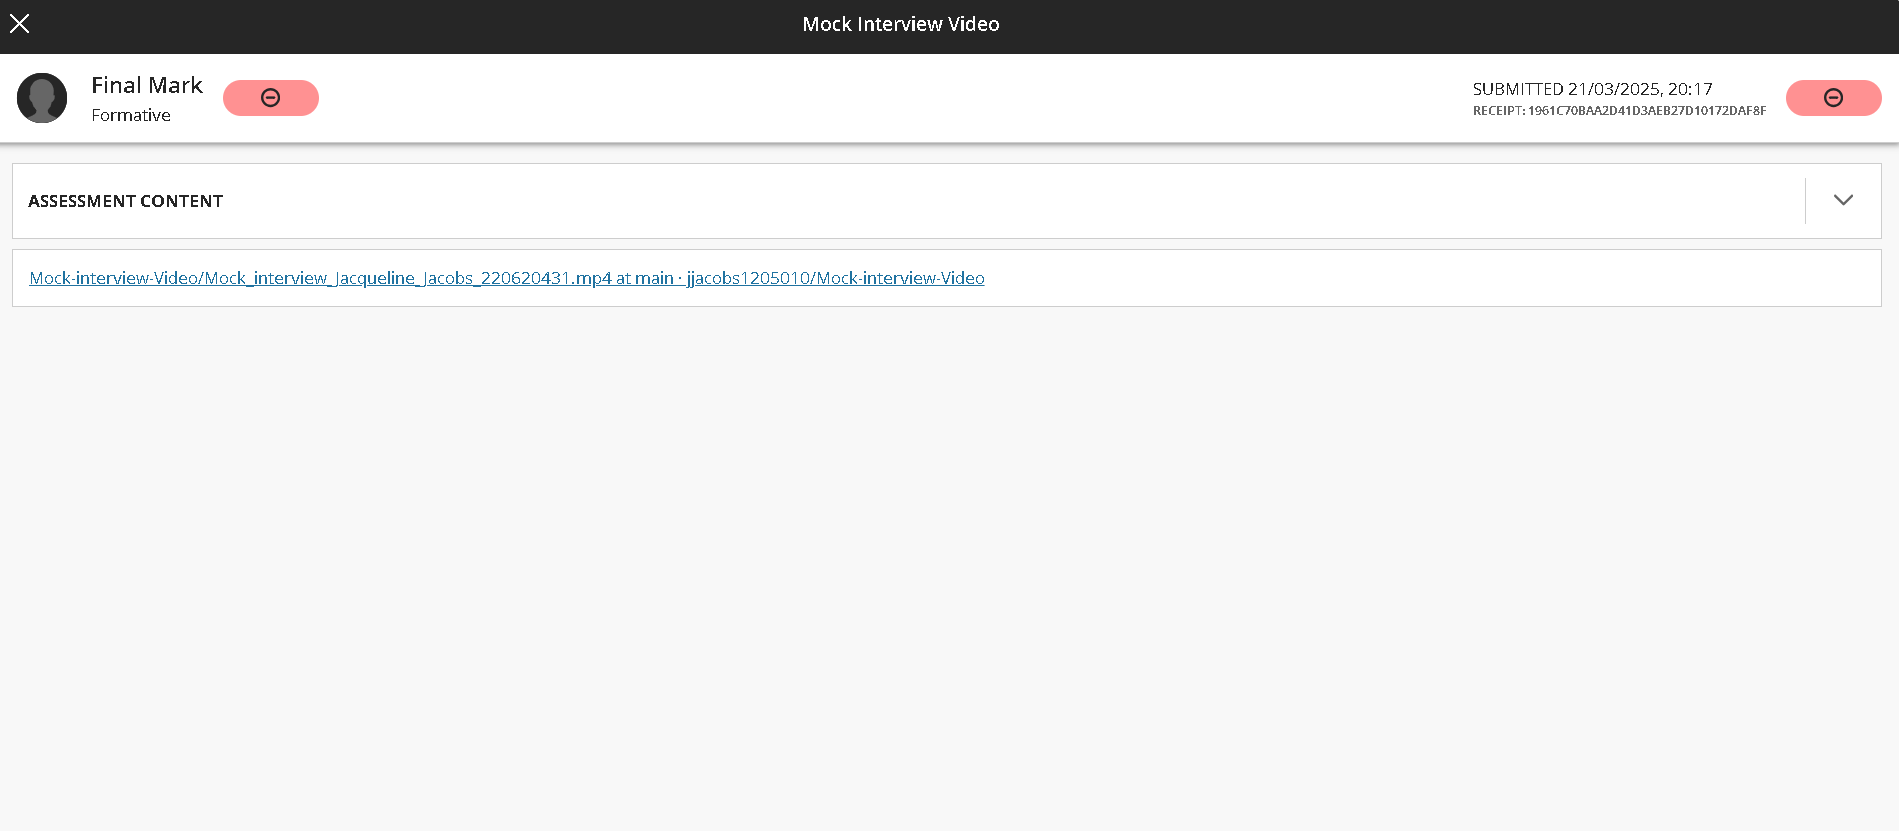 Mock Interview Video
Final Mark
Formative
SUBMITTED 21/03/2025, 20:17
RECEIPT: 1961C70BAA2D41D3AEB27D10172DAF8F
ASSESSMENT CONTENT
Mock-interview-Video/Mock_interview_Jacqueline_Jacobs_220620431.mp4 at main · jjacobs1205010/Mock-interview-Video